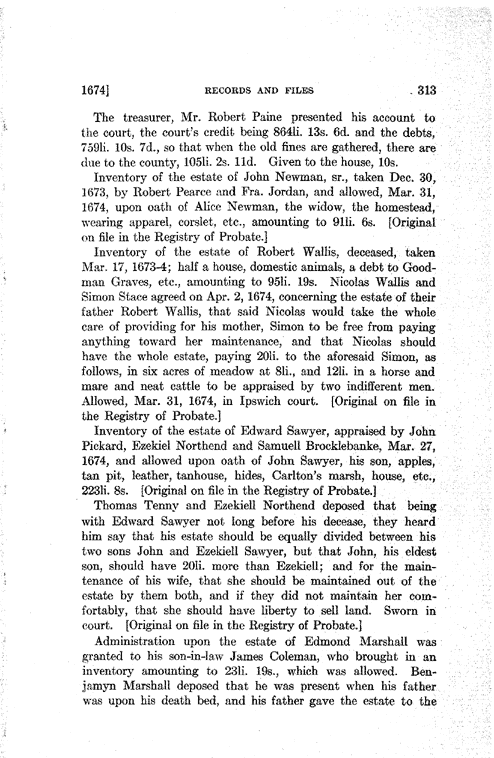 1674] RECORDS AND FILES . 313
The treasurer, Mr. Robert Paine presented his account to
the court, the court's credit being 864li. 13s. 6d. and the debts,
759li. 10s. 7d., so that when the old fines are gathered, there are
due to the county, 105li. 2s. 11d. Given to the house, 10s.
Inventory of the estate of John Newman, sr., taken Dec. 30,
1673, by Robert Pearce and Fra. Jordan, and allowed, Mar. 31,
1674, upon oath of Alice Newman, the widow, the homestead,
wearing apparel, corslet, etc., amounting to 91li. 6s. [Original
on file in the Registry of Probate.]
Inventory of the estate of Robert Wallis, deceased, taken
Mar. 17, 1673-4; half a house, domestic animals, a debt to Good-
man Graves, etc., amounting to 95li. 19s. Nicolas Wallis and
Simon Stace agreed on Apr. 2, 1674, concerning the estate of their
father Robert Wallis, that said Nicolas would take the whole
care of providing for his mother, Simon to be free from paying
anything toward her maintenance, and that Nicolas should
have the whole estate, paying 20li. to the aforesaid Simon, as
follows, in six acres of meadow at 8li., and 12li. in a horse and
mare and neat cattle to be appraised by two indifferent men.
Allowed, Mar. 31, 1674, in Ipswich court. [Original on file in
the Registry of Probate.]
Inventory of the estate of Edward Sawyer, appraised by John
Pickard, Ezekiel Northend and Samuell Brocklebanke, Mar. 27,
1674, and allowed upon oath of John Sawyer, his son, apples,
tan pit, leather, tanhouse, hides, Carlton's marsh, house, etc.,
223li. 8s. [Original on file in the Registry of Probate.]
Thomas Tenny and Ezekiell Northend deposed that being
with Edward Sawyer not long before his decease, they heard
him say that his estate should be equally divided between his
two sons John and Ezekiell Sawyer, but that John, his eldest
son, should have 20li. more than Ezekiell; and for the main-
tenance of his wife, that she should be maintained out of the
estate by them both, and if they did not maintain her com-
fortably, that she should have liberty to sell land. Sworn in
court. [Original on file in the Registry of Probate.]
Administration upon the estate of Edmond Marshall was
granted to his son-in-law James Coleman, who brought in an
inventory amounting to 23li. 19s., which was allowed. Ben-
jamyn Marshall deposed that he was present when his father
was upon his death bed, and his father gave the estate to the